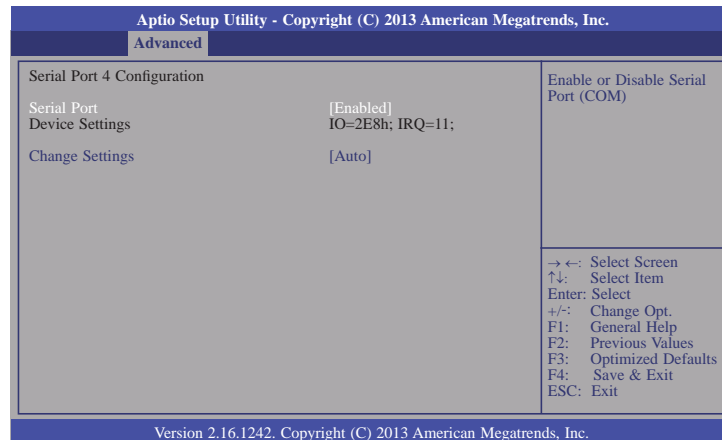 Aptio Setup Utility - Copyright (C) 2013 American Megatrends, Inc.
Advanced
Serial Port 4 Configuration
Serial Port [Enabled]
Device Settings IO=2E8h; IRQ=11;
Change Settings [Auto]
Enable or Disable Serial
Port (COM)
→ ←: Select Screen
↑↓: Select Item
Enter: Select
+/-: Change Opt.
F1: General Help
F2: Previous Values
F3: Optimized Defaults
F4: Save & Exit
ESC: Exit
Version 2.16.1242. Copyright (C) 2013 American Megatrends, Inc.